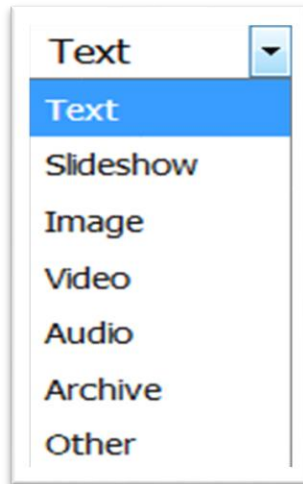 Text
Text
Slideshow
Image
Video
Audio
Archive
Other